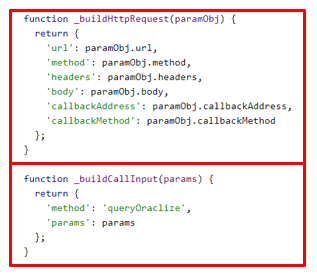 function _buildHttpRequest(paramObj) {
  return {
    'url': paramObj.url,
    'method': paramObj.method,
    'headers': paramObj.headers,
    'body': paramObj.body,
    'callbackAddress': paramObj.callbackAddress,
    'callbackMethod': paramObj.callbackMethod
  };
}
function _buildCallInput(params) {
  return {
    'method': 'queryOraclize',
    'params': params
  };
}